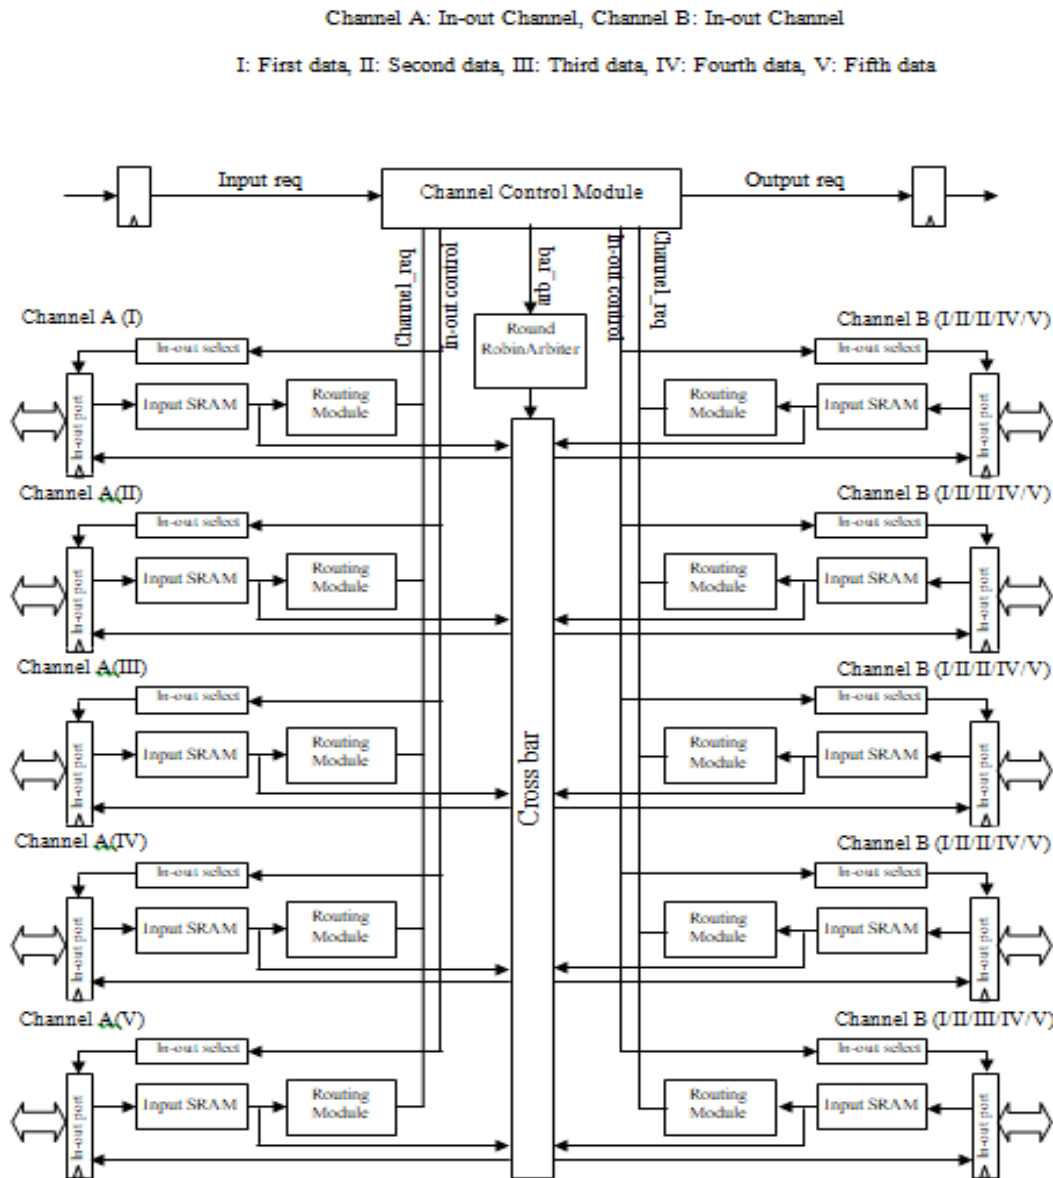 Channel A: In-out Channel, Channel B: In-out Channel
I: First data, II: Second data, III: Third data, IV: Fourth data, V: Fifth data
Input req
Channel Control Module
Output req
Channel_req
In-out control
arb_req
In-out control
Channel_req
Round
RobinArbiter
Cross bar
Channel A (I)
In-out select
In-out port
Input SRAM
Routing
Module
Channel B (I/II/II/IV/V)
In-out select
Routing
Module
Input SRAM
In-out port
Channel A(II)
In-out select
In-out port
Input SRAM
Routing
Module
Channel B (I/II/II/IV/V)
In-out select
Routing
Module
Input SRAM
In-out port
Channel A(III)
In-out select
In-out port
Input SRAM
Routing
Module
Channel B (I/II/II/IV/V)
In-out select
Routing
Module
Input SRAM
In-out port
Channel A(IV)
In-out select
In-out port
Input SRAM
Routing
Module
Channel B (I/II/II/IV/V)
In-out select
Routing
Module
Input SRAM
In-out port
Channel A(V)
In-out select
In-out port
Input SRAM
Routing
Module
Channel B (I/II/III/IV/V)
In-out select
Routing
Module
Input SRAM
In-out port